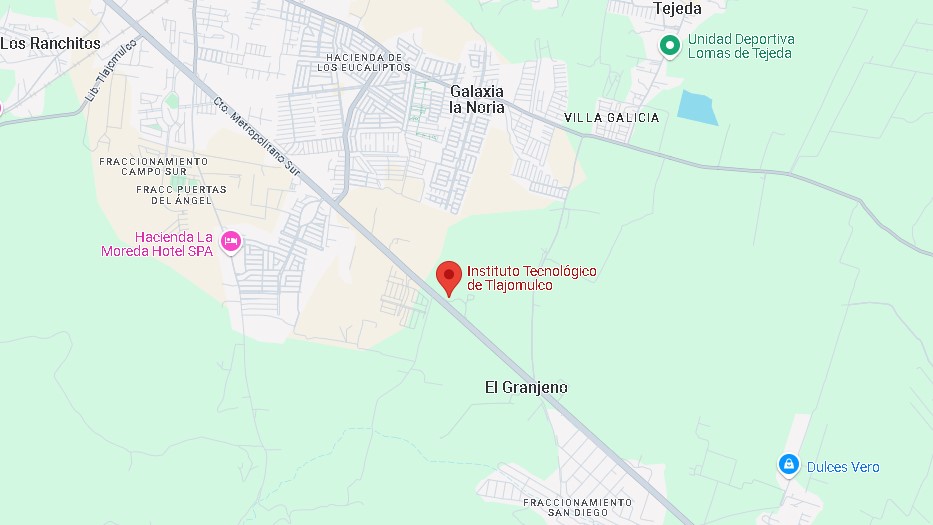 Tejeda
Unidad Deportiva
Lomas de Tejeda
Los Ranchitos
Lib. Tlajomulco
HACIENDA DE
LOS EUCALIPTOS
Galaxia
la Noria
VILLA GALICIA
Cto. Metropolitano Sur
FRACCIONAMIENTO
CAMPO SUR
FRACC PUERTAS
DEL ÁNGEL
Hacienda La
Moreda Hotel SPA
Instituto Tecnológico
de Tlajomulco
El Granjeno
Dulces Vero
FRACCIONAMIENTO
SAN DIEGO